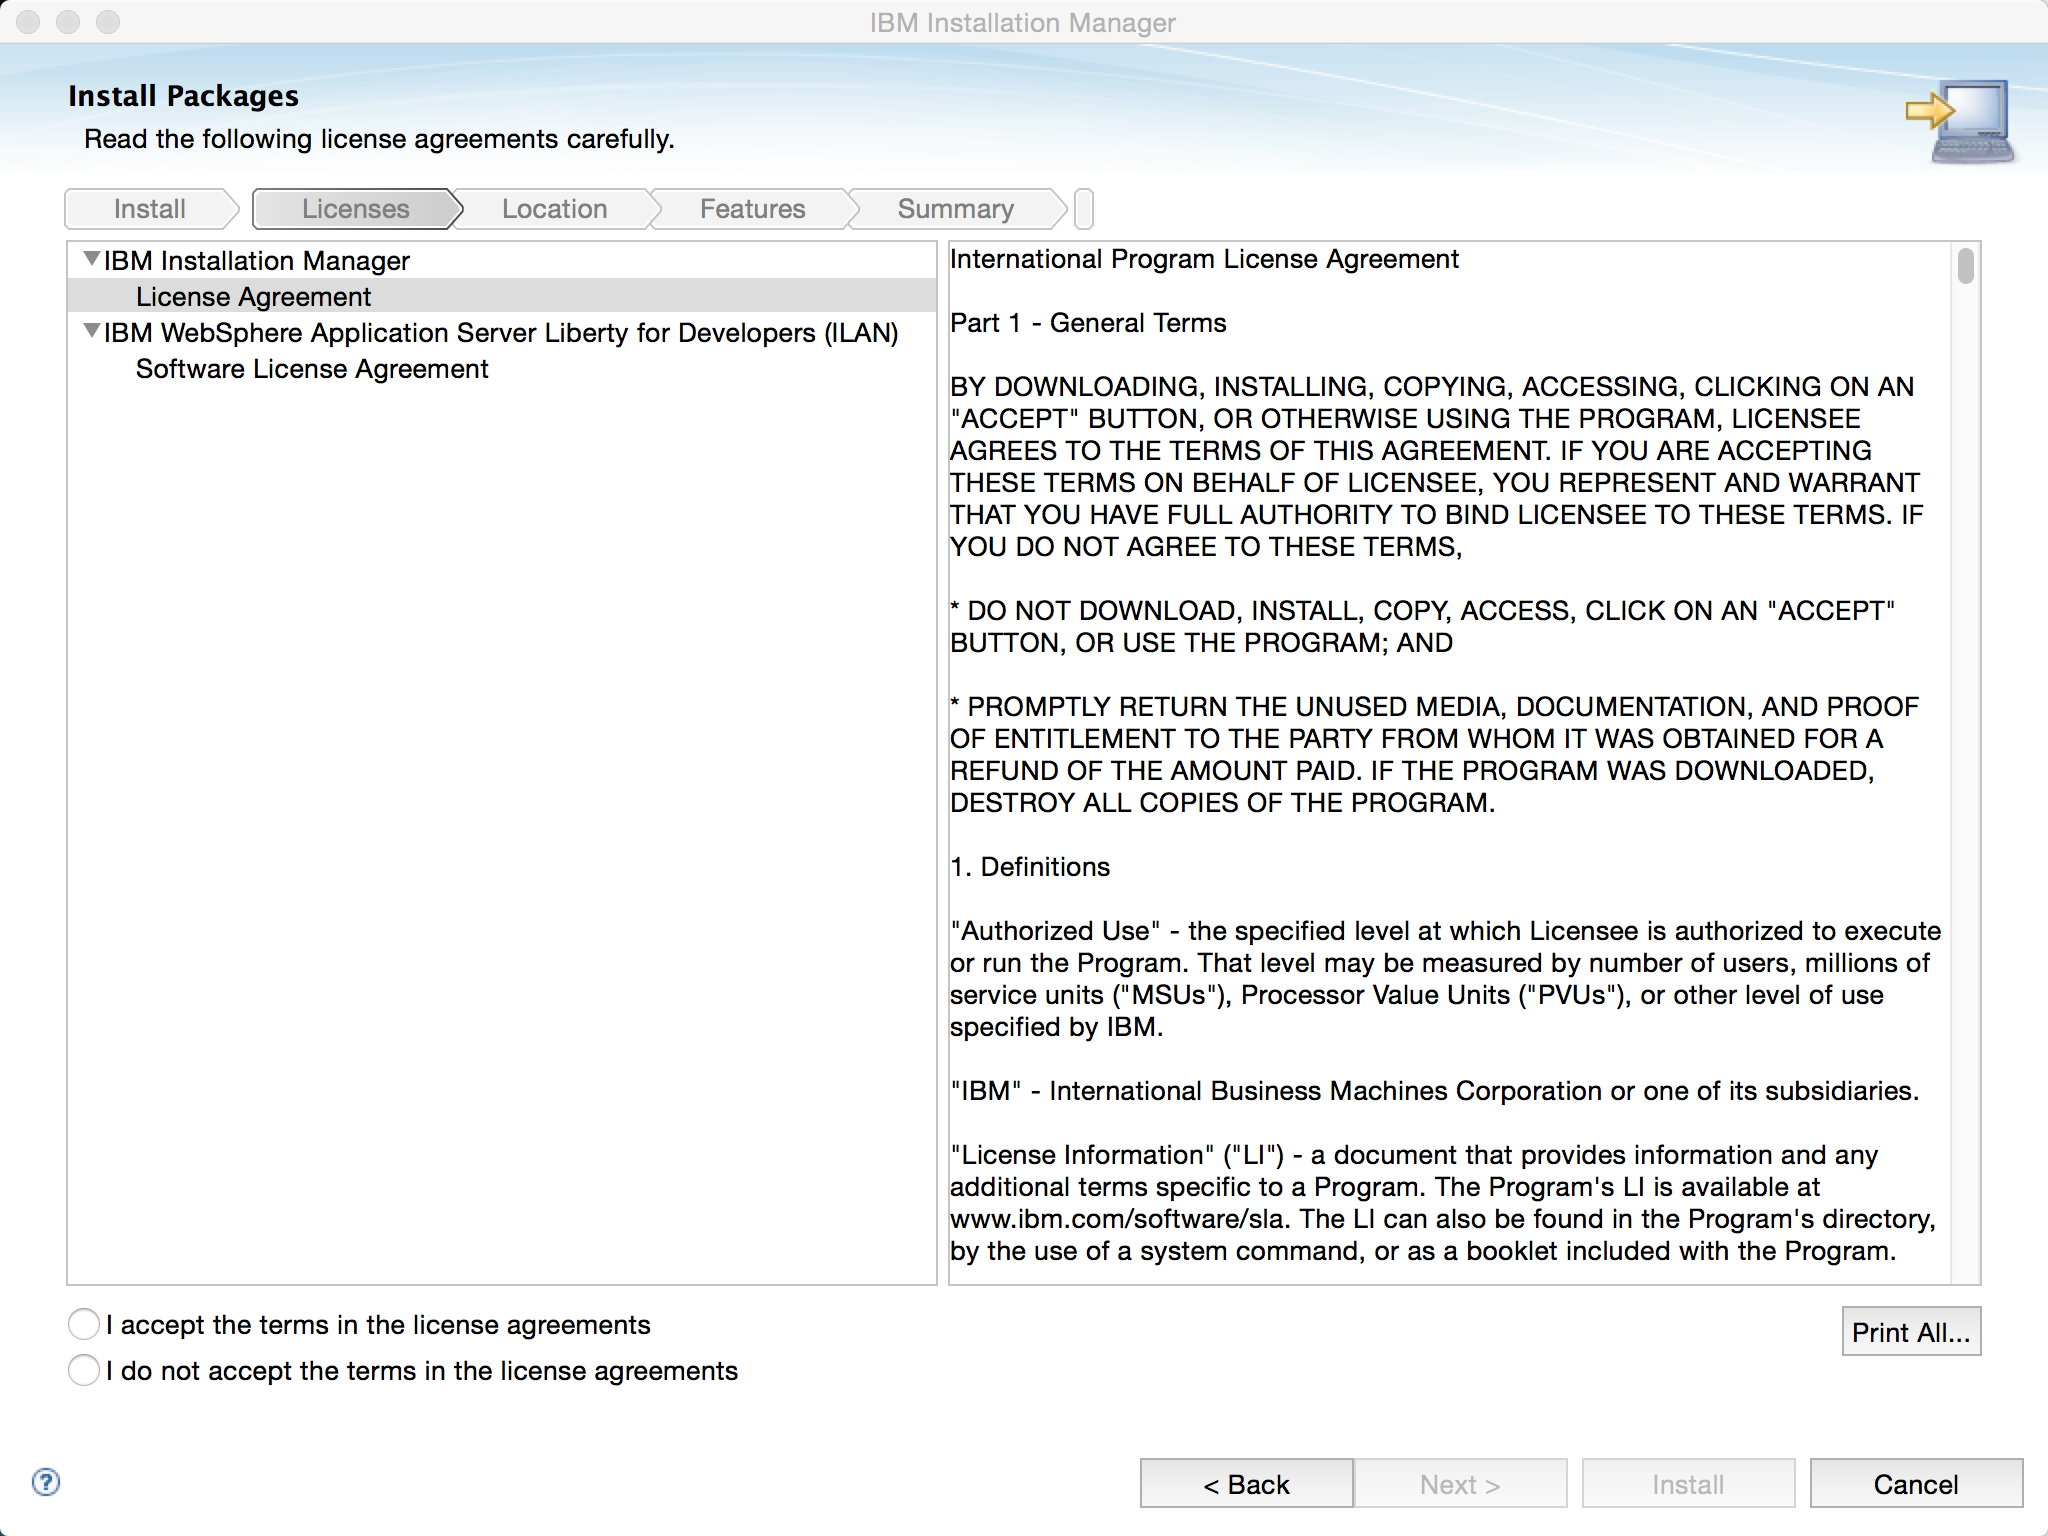 IBM Installation Manager
Install Packages
Read the following license agreements carefully.
Install
Licenses
Location
Features
Summary
IBM Installation Manager
License Agreement
IBM WebSphere Application Server Liberty for Developers (ILAN)
Software License Agreement
International Program License Agreement
Part 1 - General Terms
BY DOWNLOADING, INSTALLING, COPYING, ACCESSING, CLICKING ON AN
"ACCEPT" BUTTON, OR OTHERWISE USING THE PROGRAM, LICENSEE
AGREES TO THE TERMS OF THIS AGREEMENT. IF YOU ARE ACCEPTING
THESE TERMS ON BEHALF OF LICENSEE, YOU REPRESENT AND WARRANT
THAT YOU HAVE FULL AUTHORITY TO BIND LICENSEE TO THESE TERMS. IF
YOU DO NOT AGREE TO THESE TERMS,
* DO NOT DOWNLOAD, INSTALL, COPY, ACCESS, CLICK ON AN "ACCEPT"
BUTTON, OR USE THE PROGRAM; AND
* PROMPTLY RETURN THE UNUSED MEDIA, DOCUMENTATION, AND PROOF
OF ENTITLEMENT TO THE PARTY FROM WHOM IT WAS OBTAINED FOR A
REFUND OF THE AMOUNT PAID. IF THE PROGRAM WAS DOWNLOADED,
DESTROY ALL COPIES OF THE PROGRAM.
1. Definitions
"Authorized Use" - the specified level at which Licensee is authorized to execute
or run the Program. That level may be measured by number of users, millions of
service units ("MSUs"), Processor Value Units ("PVUs"), or other level of use
specified by IBM.
"IBM" - International Business Machines Corporation or one of its subsidiaries.
"License Information" ("LI") - a document that provides information and any
additional terms specific to a Program. The Program's LI is available at
www.ibm.com/software/sla. The LI can also be found in the Program's directory,
by the use of a system command, or as a booklet included with the Program.
I accept the terms in the license agreements
I do not accept the terms in the license agreements
Print All...
?
< Back
Next >
Install
Cancel